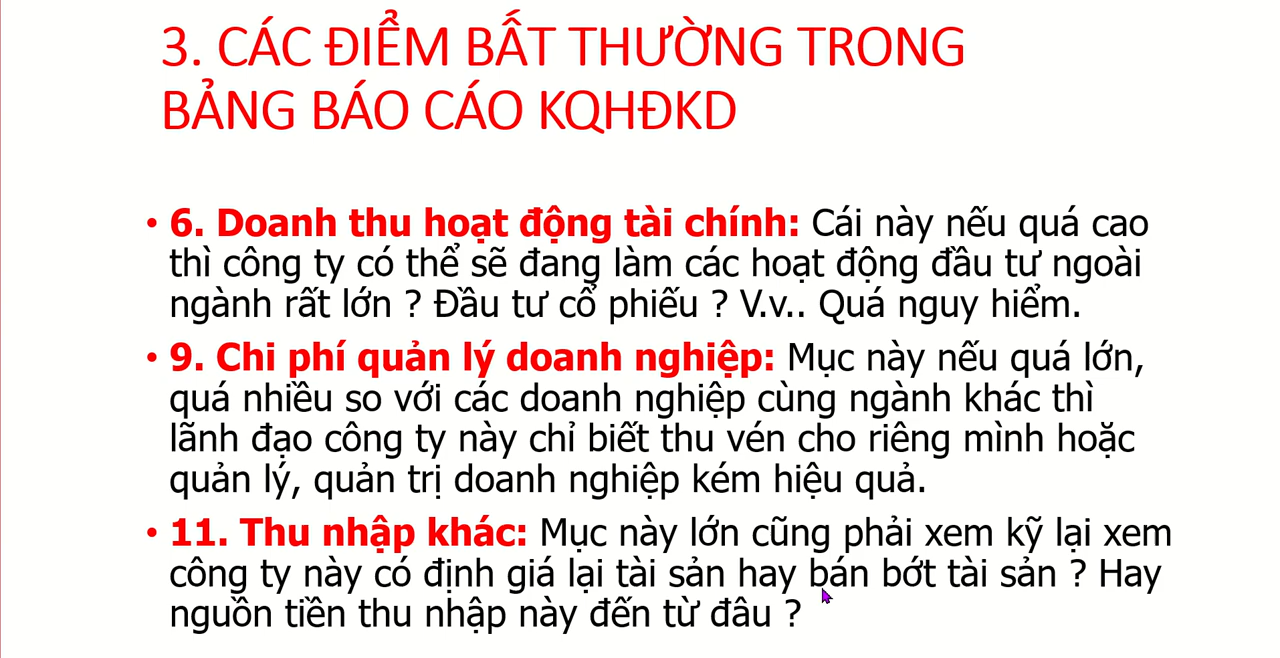 3. CÁC ĐIỂM BẤT THƯỜNG TRONG
BẢNG BÁO CÁO KQHĐKD
• 6. Doanh thu hoạt động tài chính: Cái này nếu quá cao
thì công ty có thể sẽ đang làm các hoạt động đầu tư ngoài
ngành rất lớn ? Đầu tư cổ phiếu ? V.v.. Quá nguy hiểm.
• 9. Chi phí quản lý doanh nghiệp: Mục này nếu quá lớn,
quá nhiều so với các doanh nghiệp cùng ngành khác thì
lãnh đạo công ty này chỉ biết thu vén cho riêng mình hoặc
quản lý, quản trị doanh nghiệp kém hiệu quả.
• 11. Thu nhập khác: Mục này lớn cũng phải xem kỹ lại xem
công ty này có định giá lại tài sản hay bán bớt tài sản ? Hay
nguồn tiền thu nhập này đến từ đâu ?